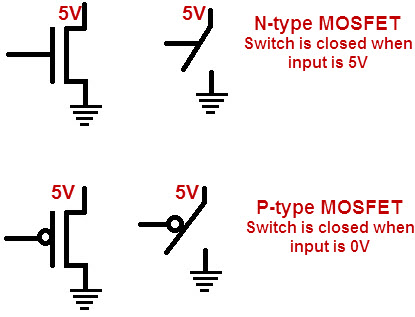 5V
5V
N-type MOSFET
Switch is closed when
input is 5V
5V
5V
P-type MOSFET
Switch is closed when
input is 0V